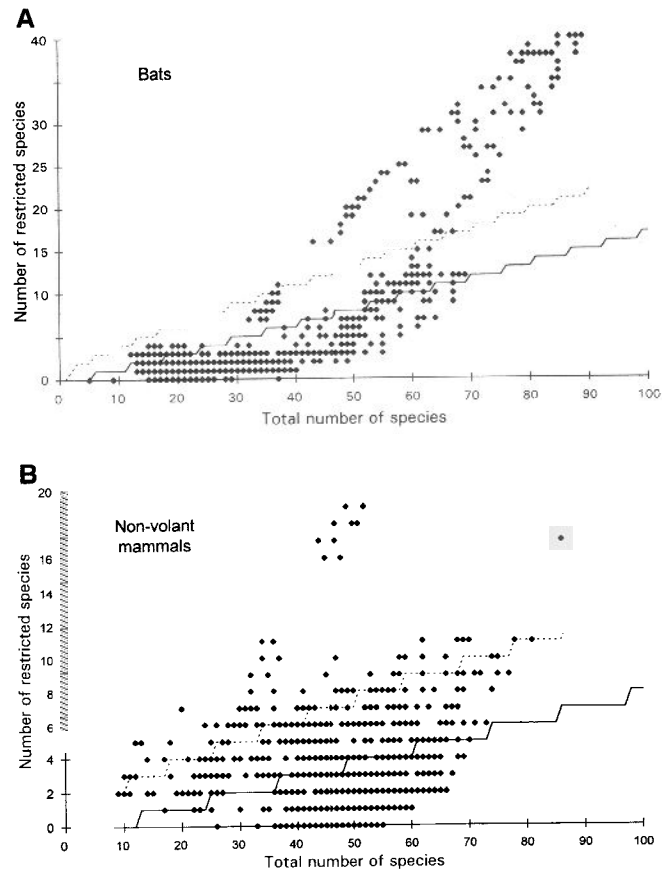 A
Bats
Number of restricted species
40
30
20
15
10
5
0
0 10 20 30 40 50 60 70 80 90 100
Total number of species
B
Non-volant
mammals
Number of restricted species
20
16
14
12
10
8
6
4
2
0
0
10 20 30 40 50 60 70 80 90 100
Total number of species